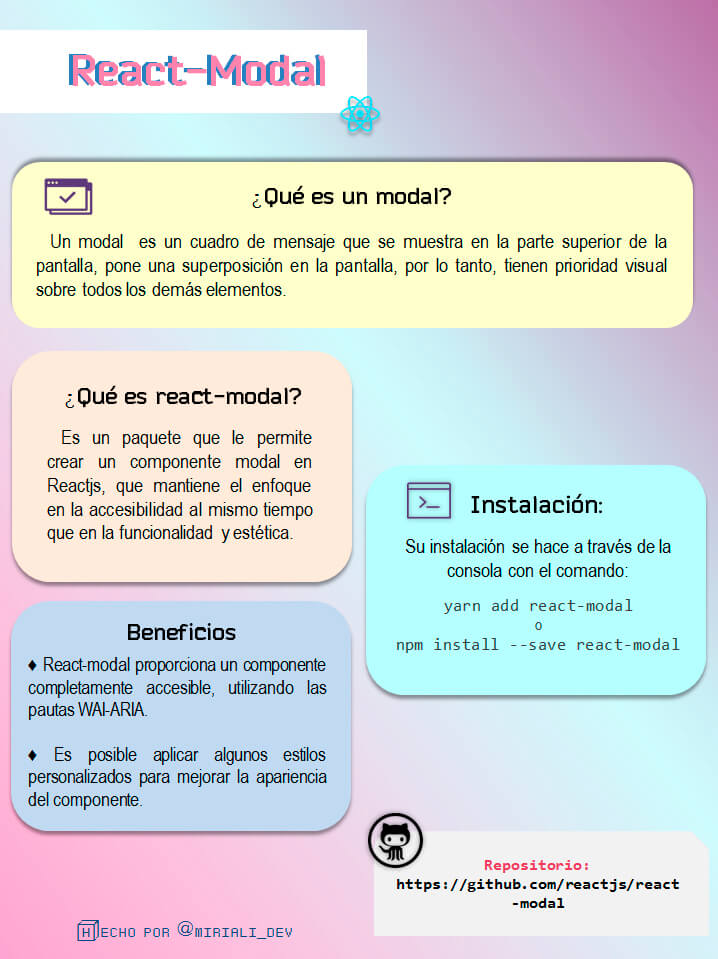 React-Modal
¿Qué es un modal?
Un modal es un cuadro de mensaje que se muestra en la parte superior de la
pantalla, pone una superposición en la pantalla, por lo tanto, tienen prioridad visual
sobre todos los demás elementos.
¿Qué es react-modal?
Es un paquete que le permite
crear un componente modal en
Reactjs, que mantiene el enfoque
en la accesibilidad al mismo tiempo
que en la funcionalidad y estética.
Instalación:
Su instalación se hace a través de la
consola con el comando:
yarn add react-modal
o
npm install --save react-modal
Beneficios
♦ React-modal proporciona un componente
completamente accesible, utilizando las
pautas WAI-ARIA.
♦ Es posible aplicar algunos estilos
personalizados para mejorar la apariencia
del componente.
Repositorio:
https://github.com/reactjs/react
-modal
HECHO POR @MIRIALI_DEV